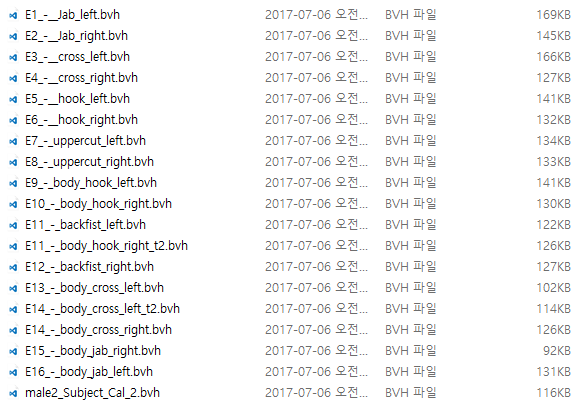 E1_-__Jab_left.bvh 2017-07-06 오전... BVH 파일 169KB
E2_-__Jab_right.bvh 2017-07-06 오전... BVH 파일 145KB
E3_-__cross_left.bvh 2017-07-06 오전... BVH 파일 166KB
E4_-__cross_right.bvh 2017-07-06 오전... BVH 파일 127KB
E5_-__hook_left.bvh 2017-07-06 오전... BVH 파일 141KB
E6_-__hook_right.bvh 2017-07-06 오전... BVH 파일 132KB
E7_-_uppercut_left.bvh 2017-07-06 오전... BVH 파일 134KB
E8_-_uppercut_right.bvh 2017-07-06 오전... BVH 파일 133KB
E9_-_body_hook_left.bvh 2017-07-06 오전... BVH 파일 141KB
E10_-_body_hook_right.bvh 2017-07-06 오전... BVH 파일 130KB
E11_-_backfist_left.bvh 2017-07-06 오전... BVH 파일 122KB
E11_-_body_hook_right_t2.bvh 2017-07-06 오전... BVH 파일 126KB
E12_-_backfist_right.bvh 2017-07-06 오전... BVH 파일 127KB
E13_-_body_cross_left.bvh 2017-07-06 오전... BVH 파일 102KB
E14_-_body_cross_left_t2.bvh 2017-07-06 오전... BVH 파일 114KB
E14_-_body_cross_right.bvh 2017-07-06 오전... BVH 파일 126KB
E15_-_body_jab_right.bvh 2017-07-06 오전... BVH 파일 92KB
E16_-_body_jab_left.bvh 2017-07-06 오전... BVH 파일 131KB
male2_Subject_Cal_2.bvh 2017-07-06 오전... BVH 파일 116KB